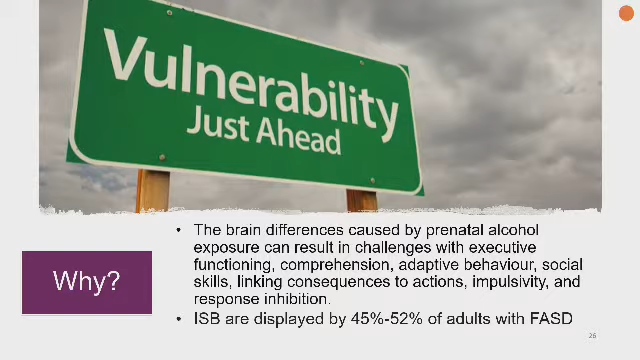 Vulnerability
Just Ahead
Why?
• The brain differences caused by prenatal alcohol
exposure can result in challenges with executive
functioning, comprehension, adaptive behaviour, social
skills, linking consequences to actions, impulsivity, and
response inhibition.
• ISB are displayed by 45%-52% of adults with FASD
26